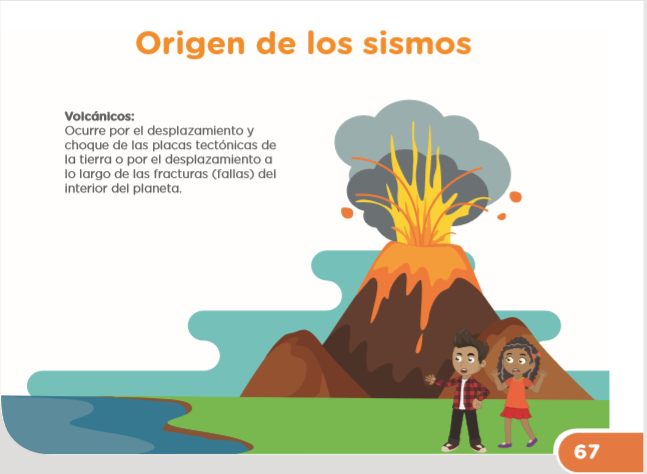 Origen de los sismos
Volcánicos:
Ocurre por el desplazamiento y
choque de las placas tectónicas de
la tierra o por el desplazamiento a
lo largo de las fracturas (fallas) del
interior del planeta.
67